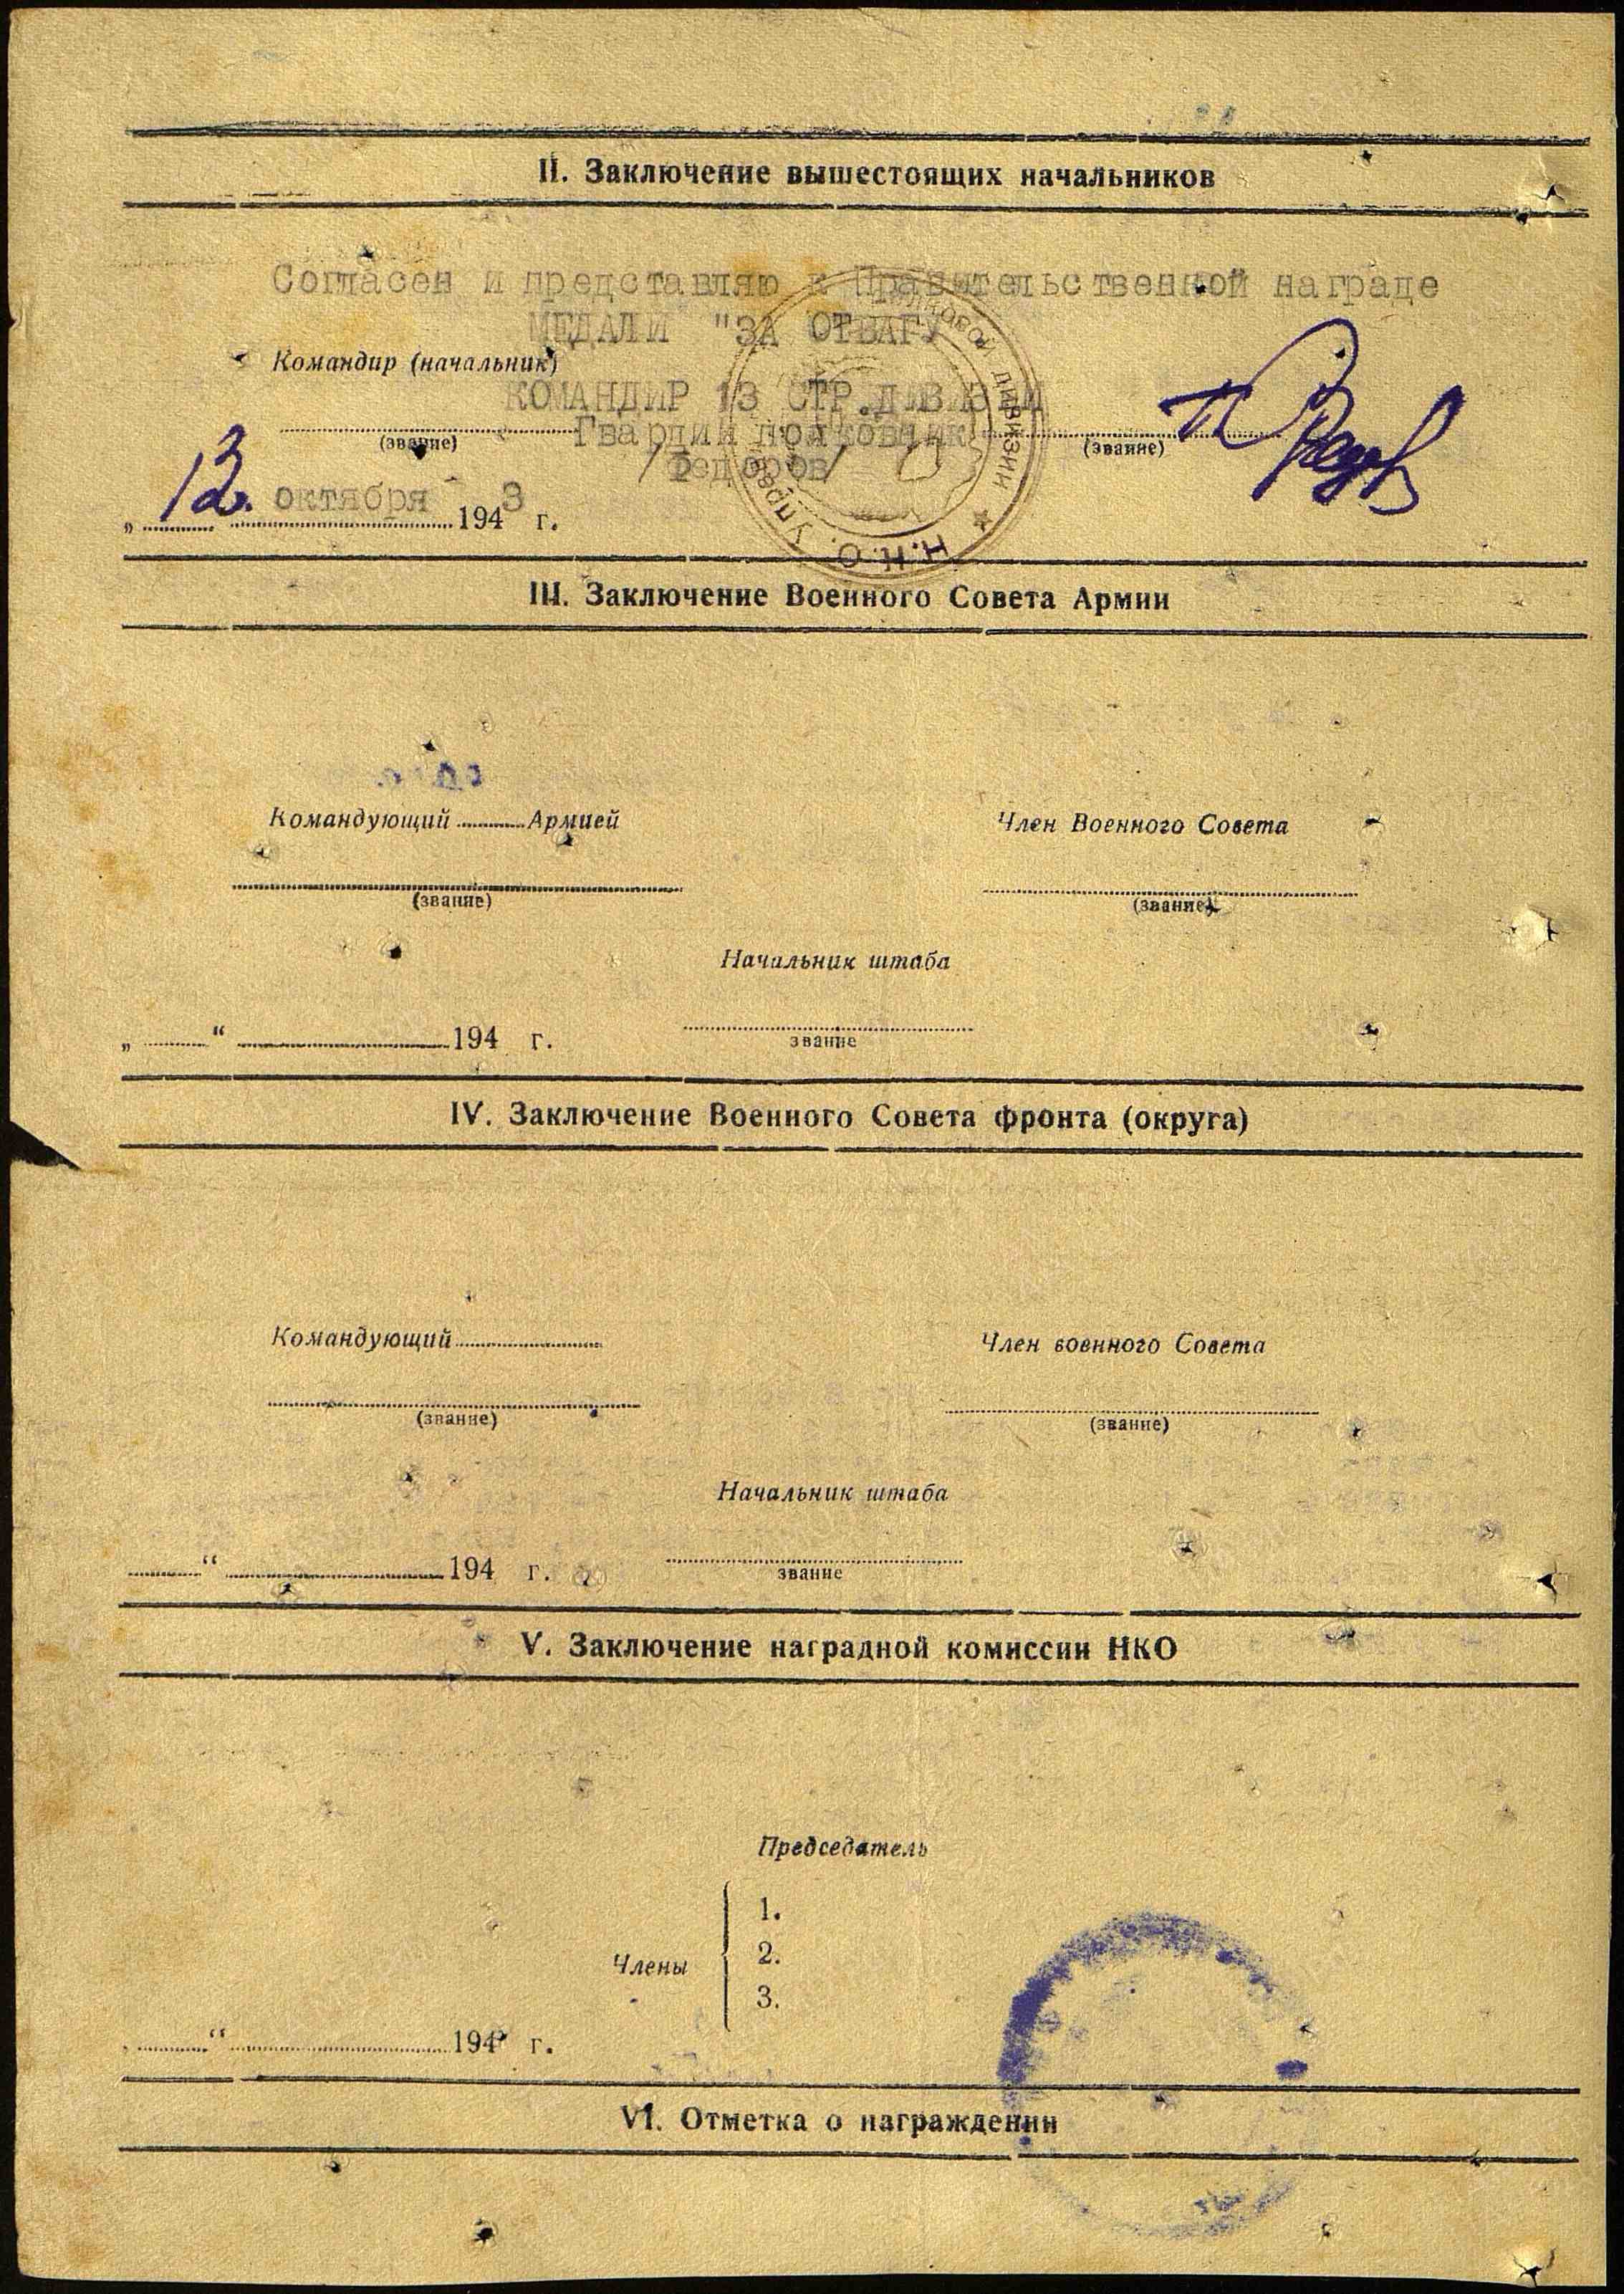 II. Заключение вышестоящих начальников
Согласен и представляю к Правительственной награде
МЕДАЛИ "ЗА ОТВАГУ
Командир (начальник)
КОМАНДИР 13 СТР.ДИВИЗИИ
Гвардии полковник
(звание)
(звание)
/Федоров/
„ 12. октября 1943 г.
стрелковой дивизии
Управ
Н.К.О.
III. Заключение Военного Совета Армии
Командующий Армией
Член Военного Совета
(звание)
(звание)
Начальник штаба
„ “ 194 г.
звание
IV. Заключение Военного Совета фронта (округа)
Командующий
Член военного Совета
(звание)
(звание)
Начальник штаба
“ 194 г.
звание
V. Заключение наградной комиссии НКО
Председатель
Члены
1.
2.
3.
“ 194 г.
VI. Отметка о награждении